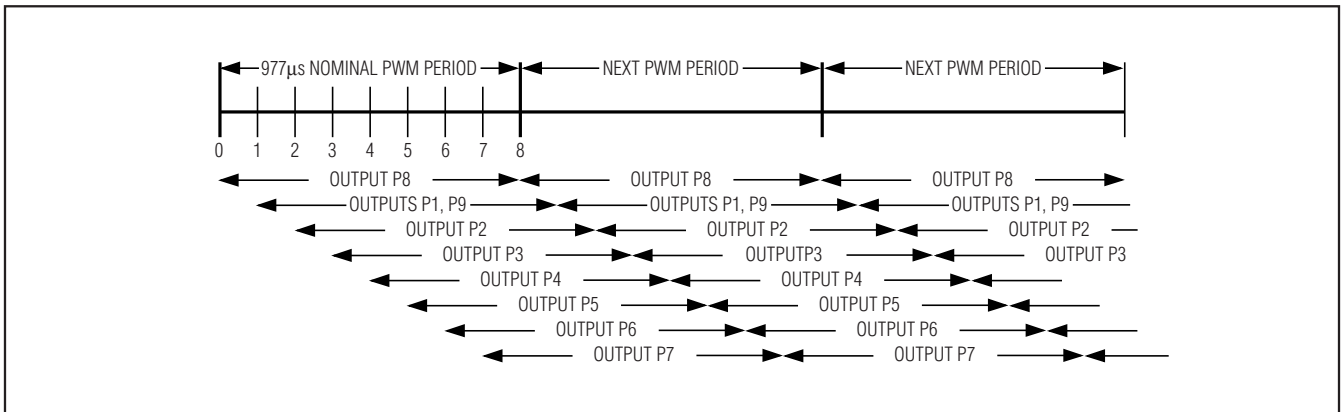 977µs NOMINAL PWM PERIOD NEXT PWM PERIOD NEXT PWM PERIOD
0 1 2 3 4 5 6 7 8
OUTPUT P8 OUTPUT P8 OUTPUT P8
OUTPUTS P1, P9 OUTPUTS P1, P9 OUTPUTS P1, P9
OUTPUT P2 OUTPUT P2 OUTPUT P2
OUTPUT P3 OUTPUTP3 OUTPUT P3
OUTPUT P4 OUTPUT P4
OUTPUT P5 OUTPUT P5
OUTPUT P6 OUTPUT P6
OUTPUT P7 OUTPUT P7